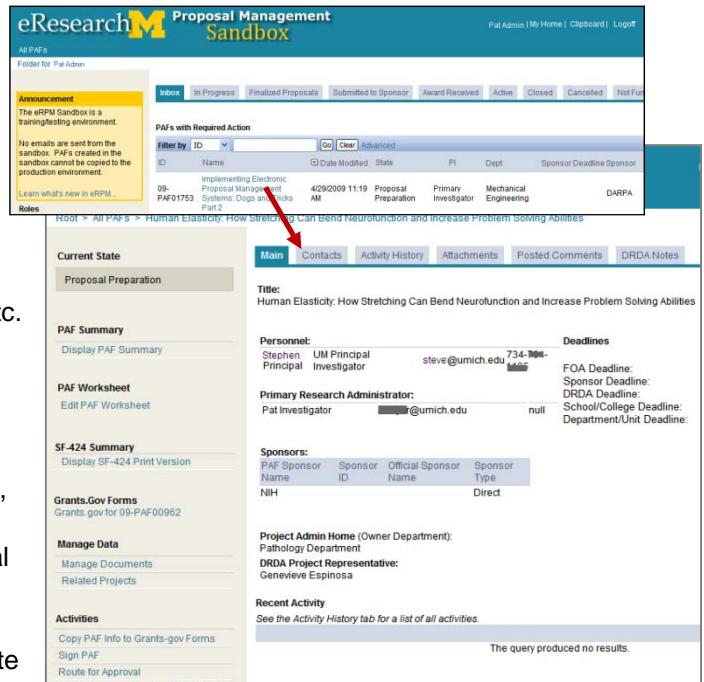 eResearch M Proposal Management
Sandbox
Pat Admin | My Home | Clipboard | Logoff
All PAFs
Folder for Pat Admin
Announcement
The eRPM Sandbox is a
training/testing environment.
No emails are sent from the
sandbox. PAFs created in the
sandbox cannot be copied to the
production environment.
Learn what's new in eRPM...
Roles
Inbox In Progress Finalized Proposals Submitted to Sponsor Award Received Active Closed Cancelled Not Fun
PAFs with Required Action
Filter by ID Go Clear Advanced
ID Name Date Modified State PI Dept Sponsor Deadline Sponsor
09-PAF01753 Implementing Electronic Proposal Management Systems: Dogs and Tricks Part 2 4/29/2009 11:19 AM Proposal Preparation Primary Investigator Mechanical Engineering DARPA
Root > All PAFs > Human Elasticity: How Stretching Can Bend Neurofunction and Increase Problem Solving Abilities
tc.
,
al
te
Current State
Proposal Preparation
PAF Summary
Display PAF Summary
PAF Worksheet
Edit PAF Worksheet
SF-424 Summary
Display SF-424 Print Version
Grants.Gov Forms
Grants.gov for 09-PAF00962
Manage Data
Manage Documents
Related Projects
Activities
Copy PAF Info to Grants-gov Forms
Sign PAF
Route for Approval
Main Contacts Activity History Attachments Posted Comments DRDA Notes
Title:
Human Elasticity: How Stretching Can Bend Neurofunction and Increase Problem Solving Abilities
Personnel:
Stephen Principal UM Principal Investigator steve@umich.edu 734-
Primary Research Administrator:
Pat Investigator @umich.edu null
Deadlines
FOA Deadline:
Sponsor Deadline:
DRDA Deadline:
School/College Deadline:
Department/Unit Deadline:
Sponsors:
PAF Sponsor Name Sponsor ID Official Sponsor Name Sponsor Type
NIH Direct
Project Admin Home (Owner Department):
Pathology Department
DRDA Project Representative:
Genevieve Espinosa
Recent Activity
See the Activity History tab for a list of all activities.
The query produced no results.